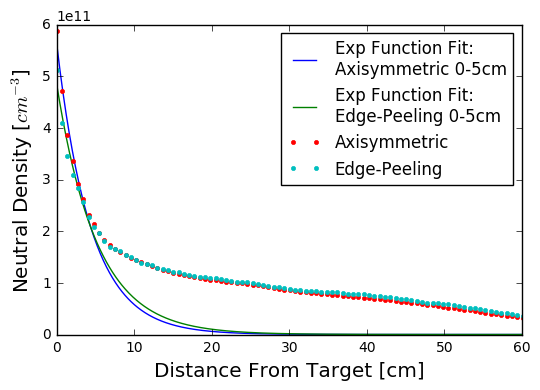 1e11
6
5
4
3
2
1
0
Neutral Density [cm⁻³]
0 10 20 30 40 50 60
Distance From Target [cm]
Exp Function Fit:
Axisymmetric 0-5cm
Exp Function Fit:
Edge-Peeling 0-5cm
Axisymmetric
Edge-Peeling